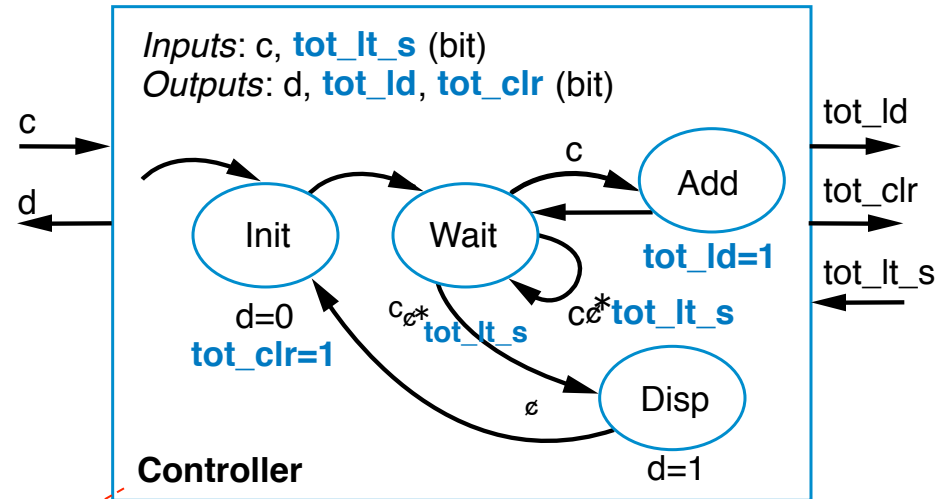 Inputs: c, tot_lt_s (bit)
Outputs: d, tot_ld, tot_clr (bit)
c
tot_ld
c
Add
d
tot_clr
Init
Wait
tot_ld=1
tot_lt_s
d=0
c¢*tot_lt_s
c¢*tot_lt_s
tot_clr=1
¢
Disp
Controller
d=1